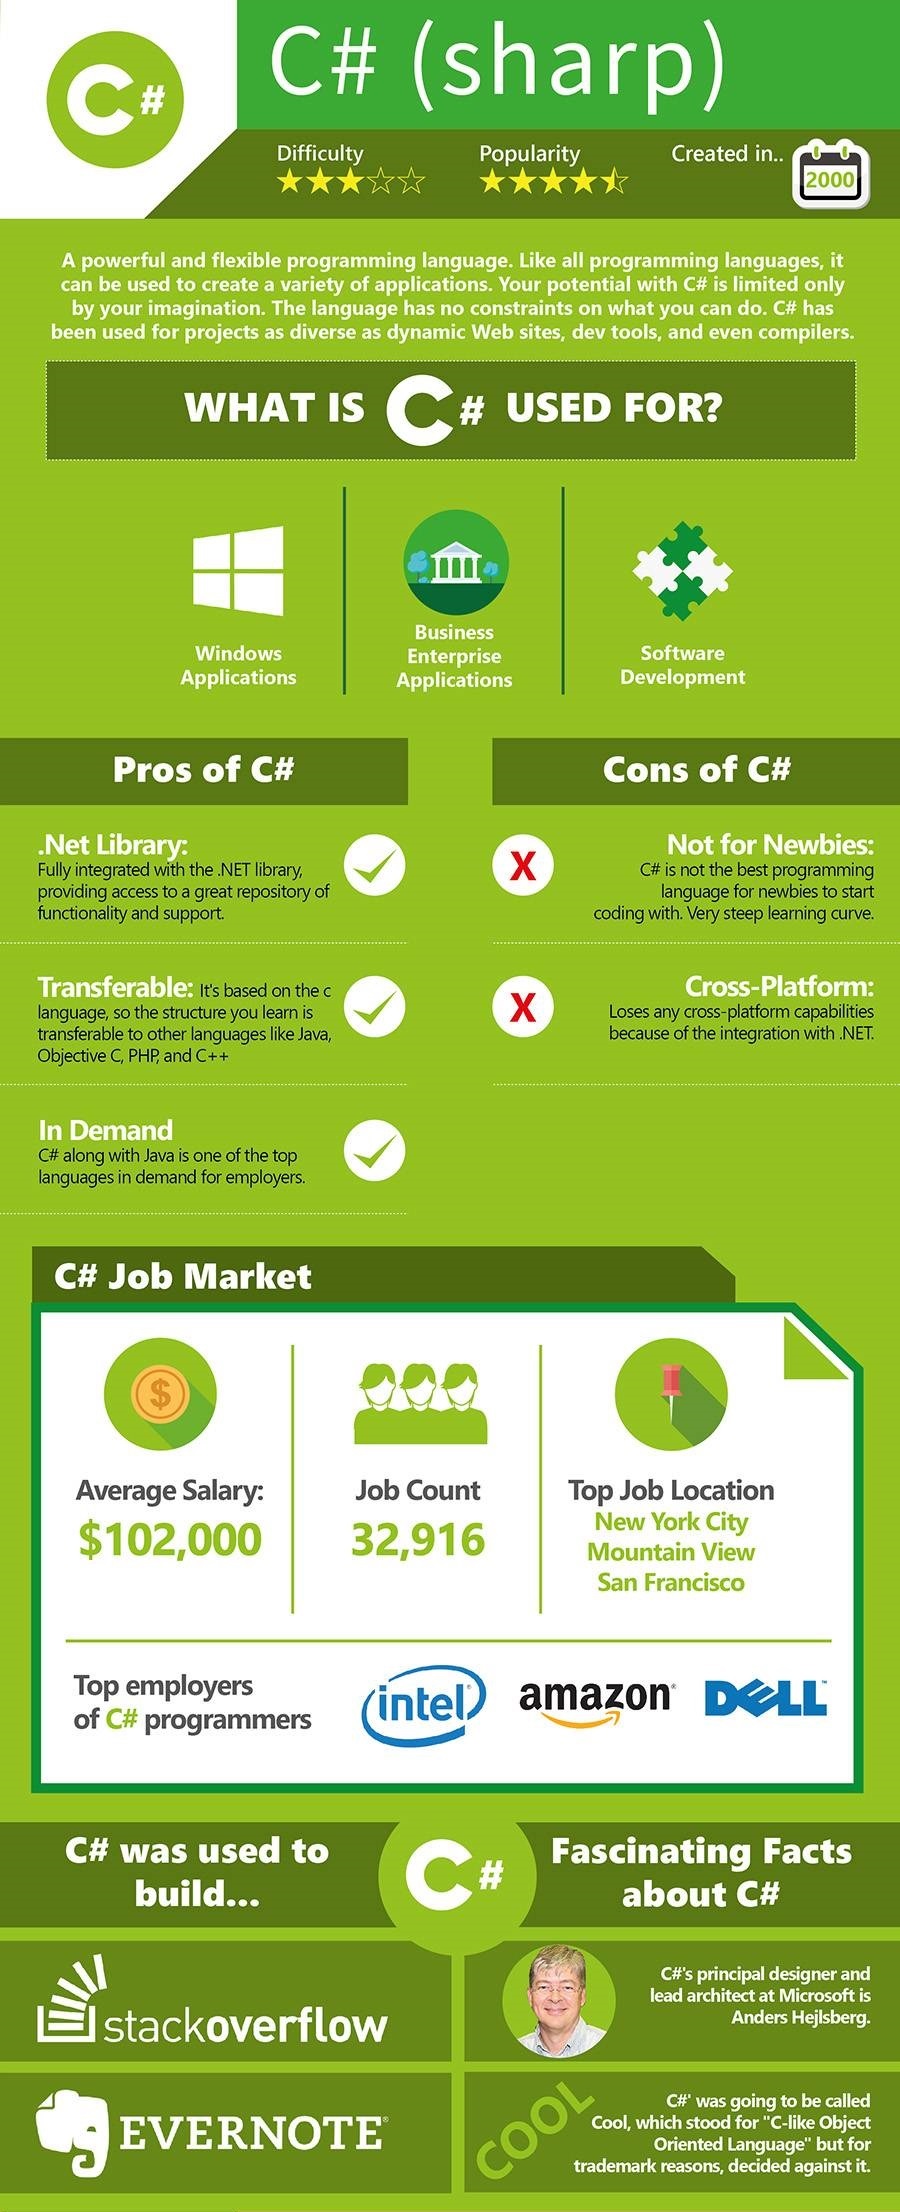 C#
C# (sharp)
Difficulty
Popularity
Created in..
2000
A powerful and flexible programming language. Like all programming languages, it
can be used to create a variety of applications. Your potential with C# is limited only
by your imagination. The language has no constraints on what you can do. C# has
been used for projects as diverse as dynamic Web sites, dev tools, and even compilers.
WHAT IS C# USED FOR?
Windows
Applications
Business
Enterprise
Applications
Software
Development
Pros of C#
.Net Library:
Fully integrated with the .NET library,
providing access to a great repository of
functionality and support.
Transferable: It's based on the c
language, so the structure you learn is
transferable to other languages like Java,
Objective C, PHP, and C++
In Demand
C# along with Java is one of the top
languages in demand for employers.
Cons of C#
X
Not for Newbies:
C# is not the best programming
language for newbies to start
coding with. Very steep learning curve.
X
Cross-Platform:
Loses any cross-platform capabilities
because of the integration with .NET.
C# Job Market
$
Average Salary:
$102,000
Job Count
32,916
Top Job Location
New York City
Mountain View
San Francisco
Top employers
of C# programmers
intel
amazon
DELL
C# was used to
build...
C#
Fascinating Facts
about C#
stackoverflow
EVERNOTE
C#'s principal designer and
lead architect at Microsoft is
Anders Hejlsberg.
COOL
C#' was going to be called
Cool, which stood for "C-like Object
Oriented Language" but for
trademark reasons, decided against it.